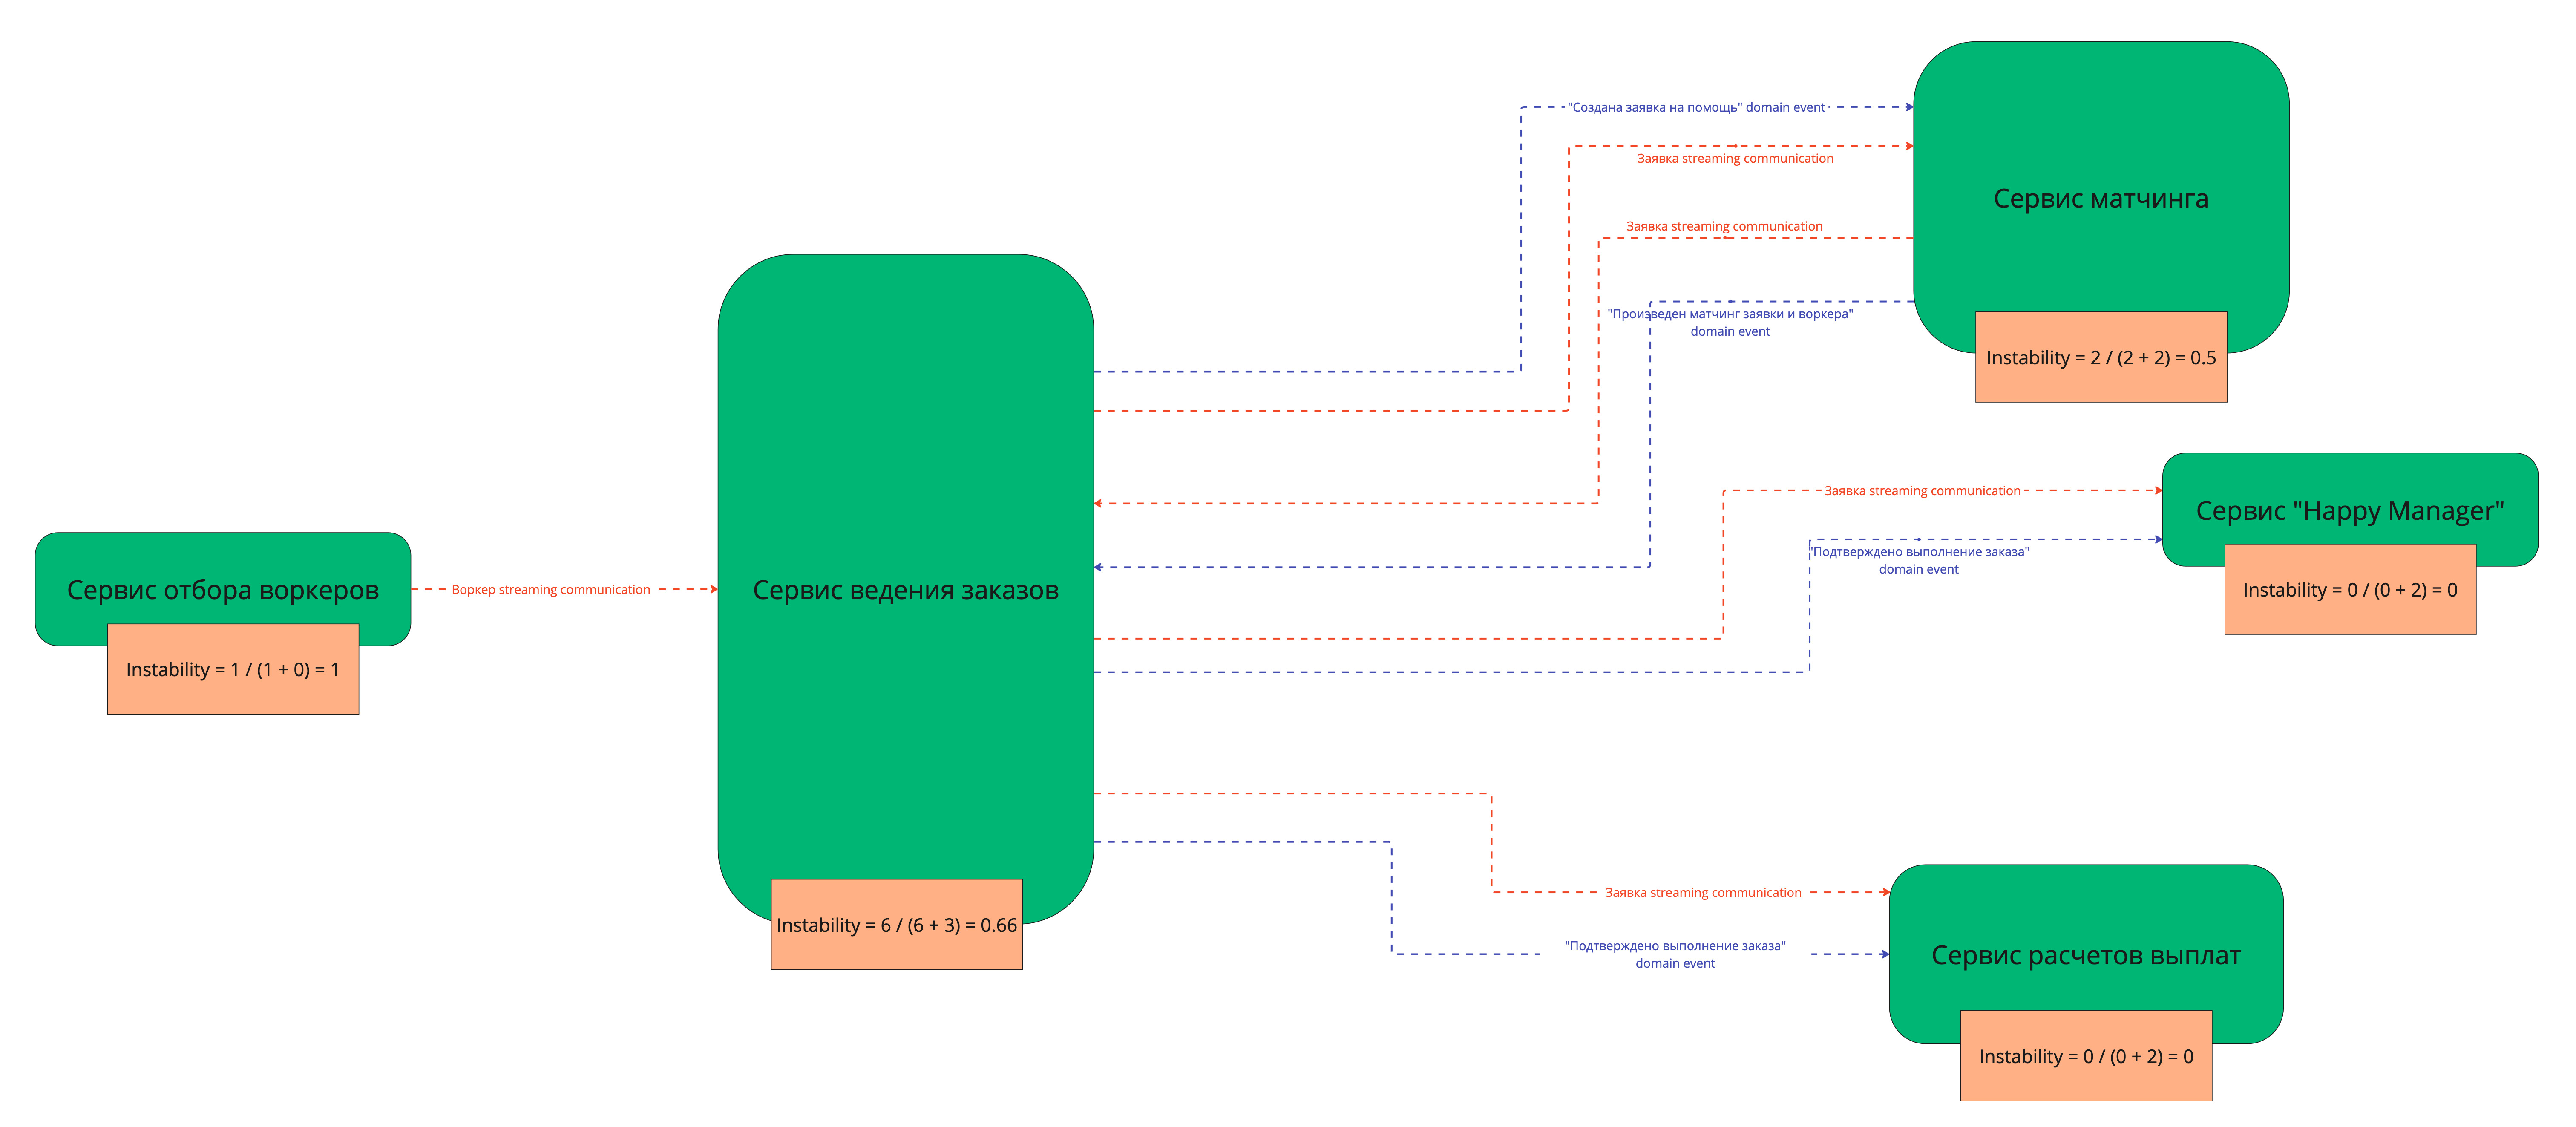 "Создана заявка на помощь" domain event
Заявка streaming communication
Сервис матчинга
Заявка streaming communication
"Произведен матчинг заявки и воркера"
domain event
Instability = 2 / (2 + 2) = 0.5
Заявка streaming communication
Сервис "Happy Manager"
"Подтверждено выполнение заказа"
domain event
Instability = 0 / (0 + 2) = 0
Сервис отбора воркеров
Воркер streaming communication
Сервис ведения заказов
Instability = 1 / (1 + 0) = 1
Instability = 6 / (6 + 3) = 0.66
Заявка streaming communication
"Подтверждено выполнение заказа"
domain event
Сервис расчетов выплат
Instability = 0 / (0 + 2) = 0